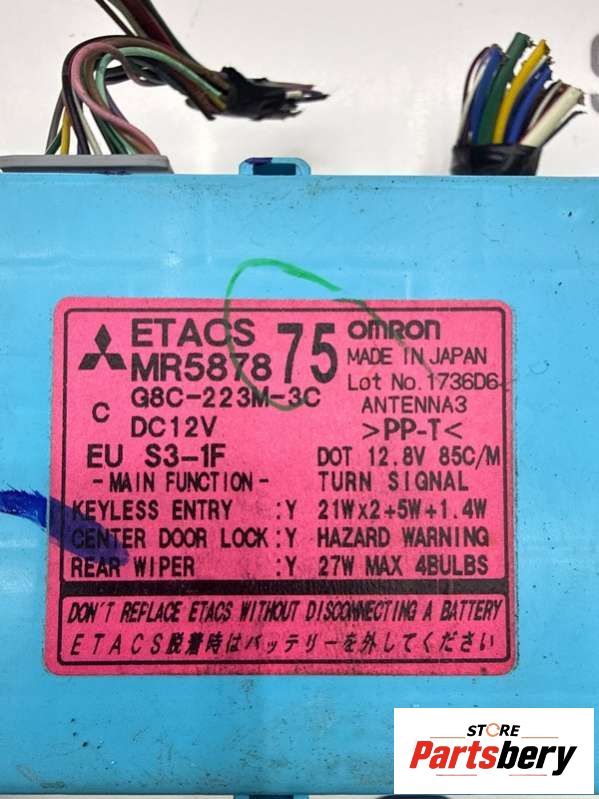 ETACS 75 omron
MR5878 MADE IN JAPAN
Lot No. 1736D6
C Q8C-223M-3C ANTENNA3
DC12V >PP-T<
EU S3-1F DOT 12.8V 85C/M
-MAIN FUNCTION- TURN SIGNAL
KEYLESS ENTRY :Y 21Wx2+5W+1.4W
CENTER DOOR LOCK:Y HAZARD WARNING
REAR WIPER :Y 27W MAX 4BULBS
DON'T REPLACE ETACS WITHOUT DISCONNECTING A BATTERY
ETACS脱着時はバッテリーを外してください
STORE
Partsbery